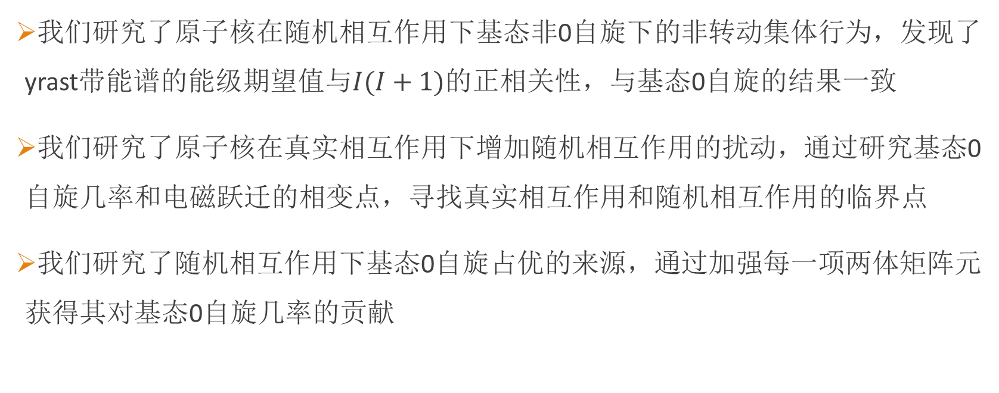 ➢我们研究了原子核在随机相互作用下基态非0自旋下的非转动集体行为，发现了
yrast带能谱的能级期望值与I(I + 1)的正相关性，与基态0自旋的结果一致
➢我们研究了原子核在真实相互作用下增加随机相互作用的扰动，通过研究基态0
自旋几率和电磁跃迁的相变点，寻找真实相互作用和随机相互作用的临界点
➢我们研究了随机相互作用下基态0自旋占优的来源，通过加强每一项两体矩阵元
获得其对基态0自旋几率的贡献